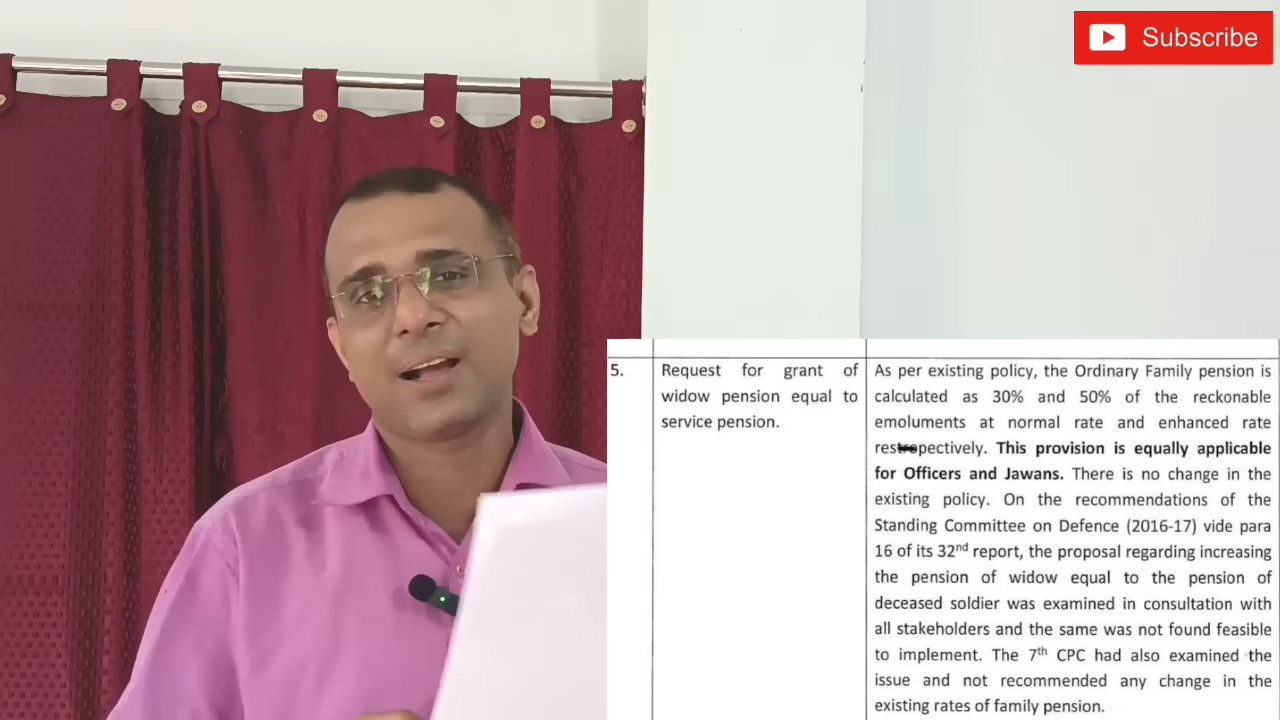 Subscribe
5.
Request for grant of
widow pension equal to
service pension.
As per existing policy, the Ordinary Family pension is
calculated as 30% and 50% of the reckonable
emoluments at normal rate and enhanced rate
restropectively. This provision is equally applicable
for Officers and Jawans. There is no change in the
existing policy. On the recommendations of the
Standing Committee on Defence (2016-17) vide para
16 of its 32nd report, the proposal regarding increasing
the pension of widow equal to the pension of
deceased soldier was examined in consultation with
all stakeholders and the same was not found feasible
to implement. The 7th CPC had also examined the
issue and not recommended any change in the
existing rates of family pension.